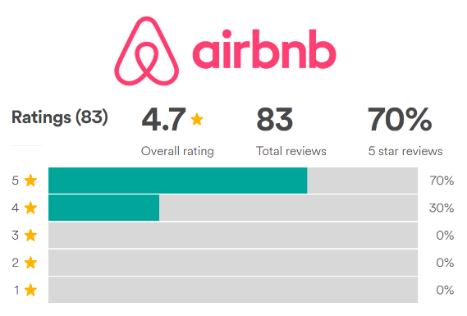 airbnb
Ratings (83)
4.7 83 70%
Overall rating Total reviews 5 star reviews
5 70%
4 30%
3 0%
2 0%
1 0%